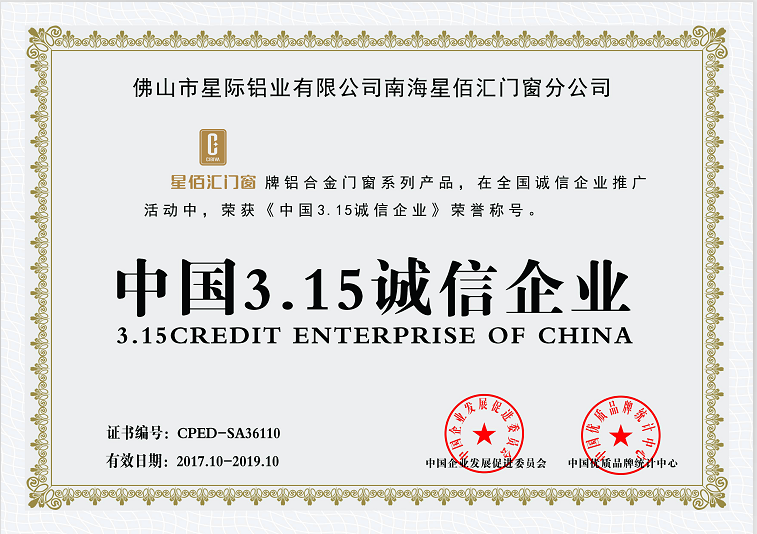 佛山市星际铝业有限公司南海星佰汇门窗分公司
星佰汇门窗 牌铝合金门窗系列产品，在全国诚信企业推广
活动中，荣获《中国3.15诚信企业》荣誉称号。
中国3.15诚信企业
3.15CREDIT ENTERPRISE OF CHINA
中国企业发展促进委员会
中国优质品牌统计中心
证书编号：CPED-SA36110
有效日期：2017.10-2019.10
中国企业发展促进委员会
中国优质品牌统计中心